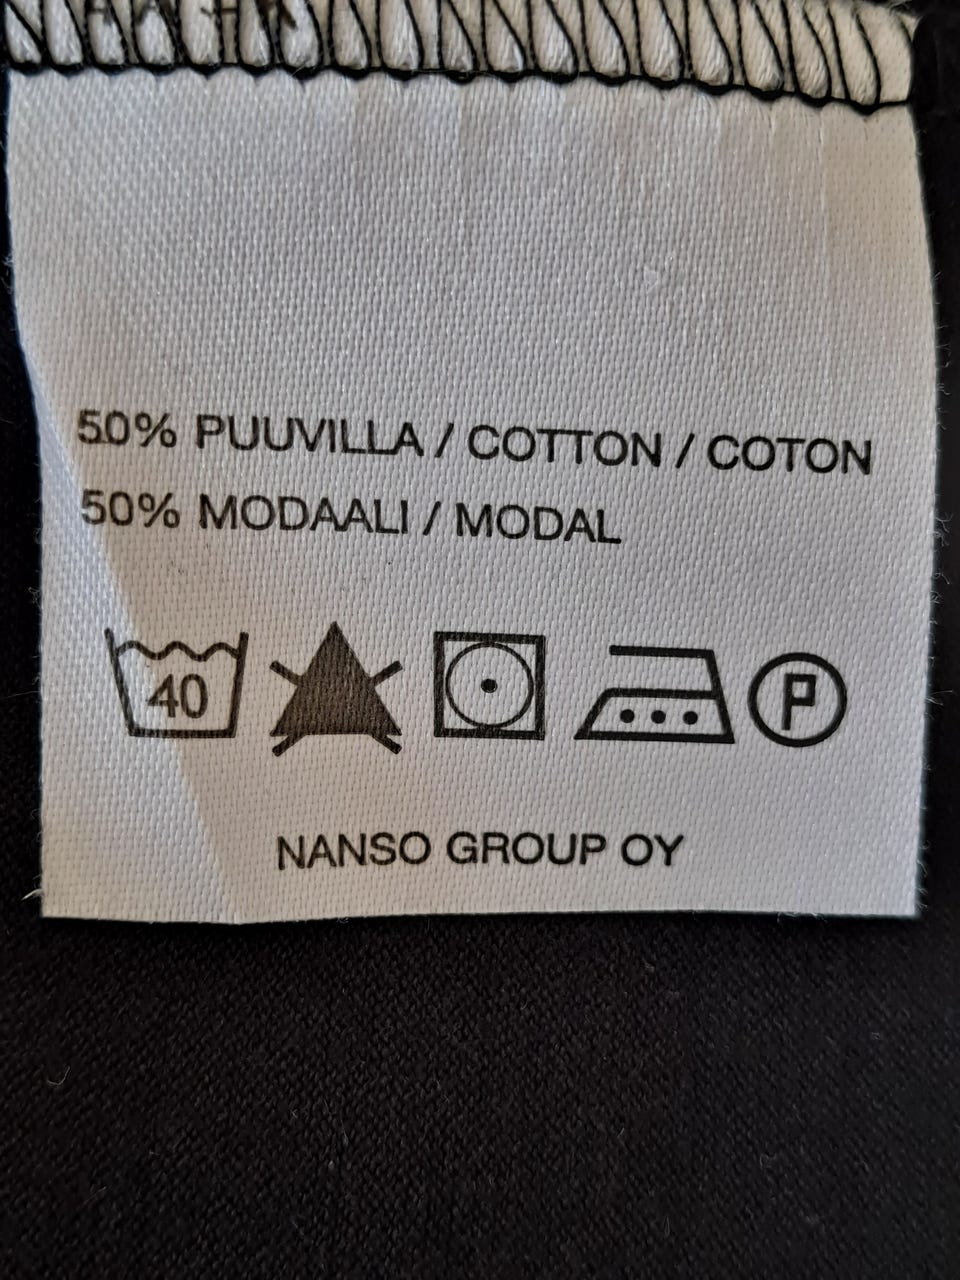 50% PUUVILLA / COTTON / COTON
50% MODAALI / MODAL
40 P
NANSO GROUP OY